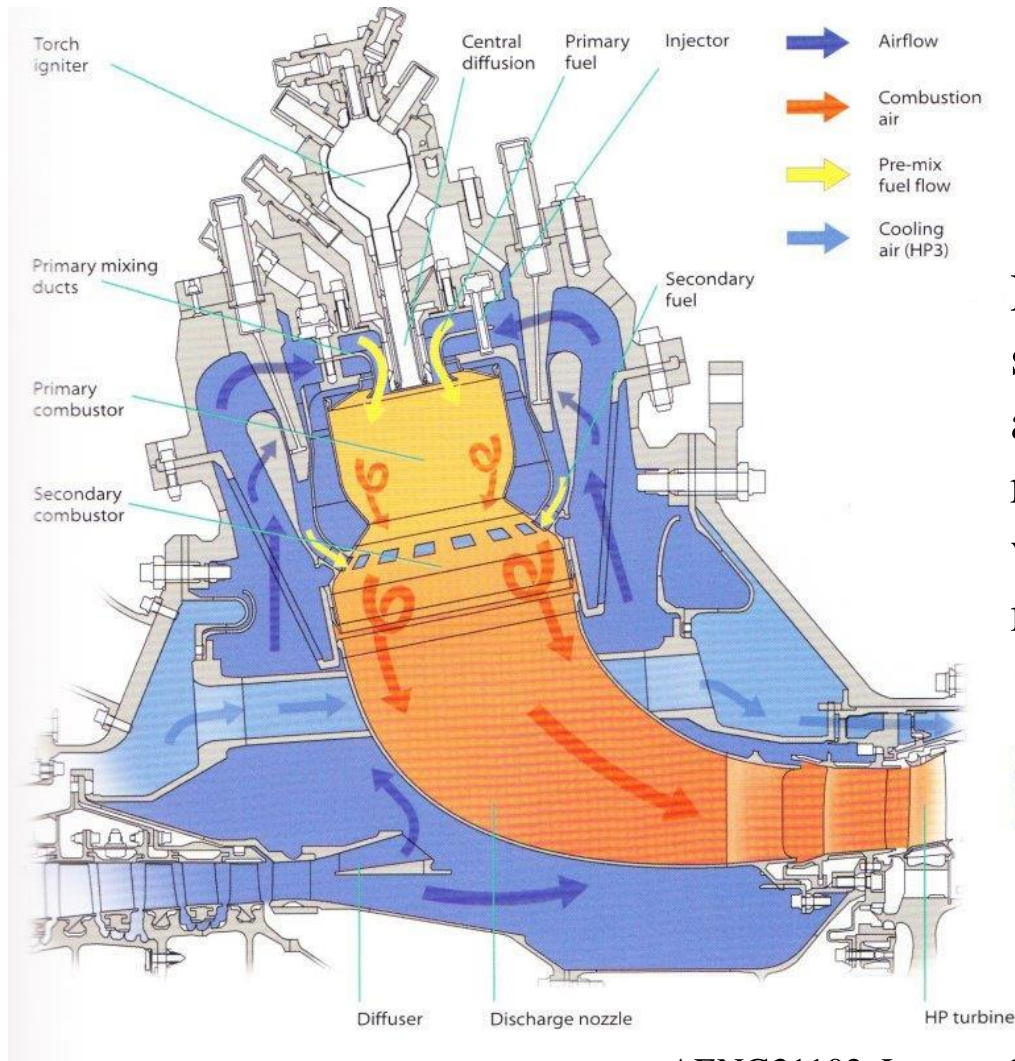 Torch
igniter
Central
diffusion
Primary
fuel
Injector
Airflow
Combustion
air
Pre-mix
fuel flow
Cooling
air (HP3)
Primary mixing
ducts
Secondary
fuel
Primary
combustor
Secondary
combustor
Diffuser
Discharge nozzle
HP turbine